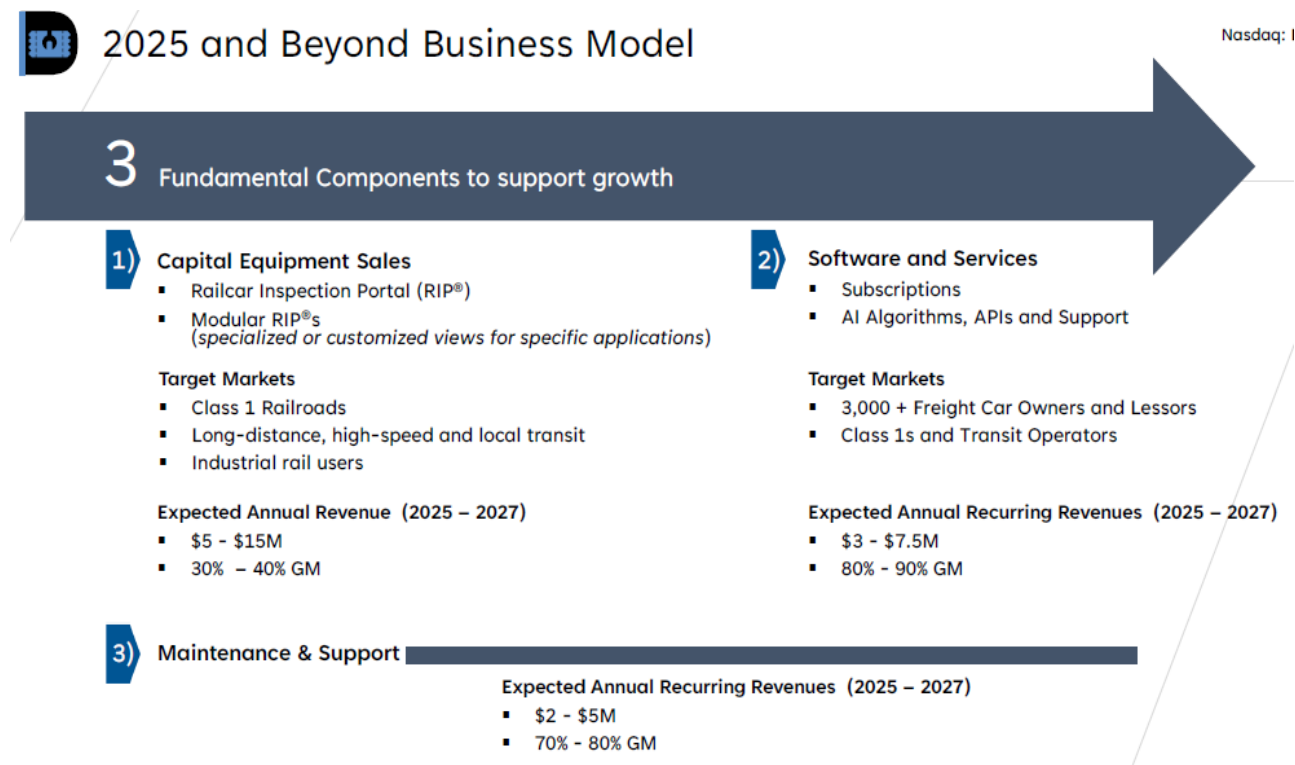 2025 and Beyond Business Model
Nasdaq:
3 Fundamental Components to support growth
1) Capital Equipment Sales
▪ Railcar Inspection Portal (RIP®)
▪ Modular RIP®s
(specialized or customized views for specific applications)
Target Markets
▪ Class 1 Railroads
▪ Long-distance, high-speed and local transit
▪ Industrial rail users
Expected Annual Revenue (2025 – 2027)
▪ $5 - $15M
▪ 30% – 40% GM
2) Software and Services
▪ Subscriptions
▪ AI Algorithms, APIs and Support
Target Markets
▪ 3,000 + Freight Car Owners and Lessors
▪ Class 1s and Transit Operators
Expected Annual Recurring Revenues (2025 – 2027)
▪ $3 - $7.5M
▪ 80% - 90% GM
3) Maintenance & Support
Expected Annual Recurring Revenues (2025 – 2027)
▪ $2 - $5M
▪ 70% - 80% GM